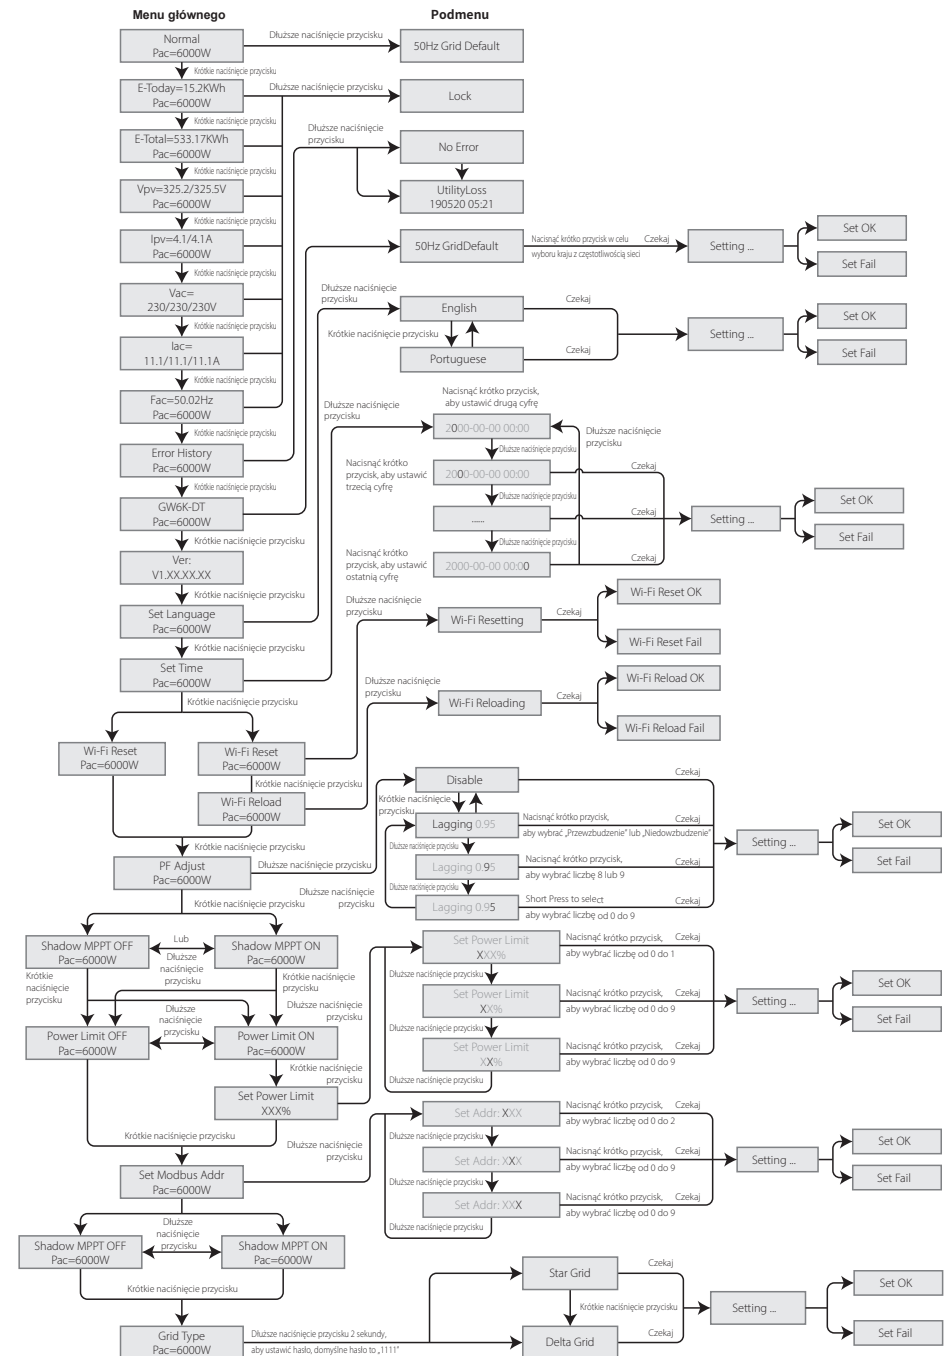 Menu głównego
Podmenu
Normal
Pac=6000W
Dłuższe naciśnięcie przycisku
50Hz Grid Default
Krótkie naciśnięcie przycisku
E-Today=15.2KWh
Pac=6000W
Dłuższe naciśnięcie przycisku
Lock
Krótkie naciśnięcie przycisku
E-Total=533.17KWh
Pac=6000W
Dłuższe naciśnięcie
przycisku
No Error
Krótkie naciśnięcie przycisku
Vpv=325.2/325.5V
Pac=6000W
UtilityLoss
190520 05:21
Krótkie naciśnięcie przycisku
Ipv=4.1/4.1A
Pac=6000W
50Hz GridDefault
Nacisnąć krótko przycisk w celu
wyboru kraju z częstotliwością sieci
Czekaj
Setting ...
Set OK
Set Fail
Krótkie naciśnięcie przycisku
Vac=
230/230/230V
Dłuższe naciśnięcie
przycisku
English
Czekaj
Krótkie naciśnięcie przycisku
Portuguese
Czekaj
Setting ...
Set OK
Set Fail
Krótkie naciśnięcie przycisku
Iac=
11.1/11.1/11.1A
Krótkie naciśnięcie przycisku
Fac=50.02Hz
Pac=6000W
Krótkie naciśnięcie przycisku
Error History
Pac=6000W
Krótkie naciśnięcie przycisku
GW6K-DT
Pac=6000W
Krótkie naciśnięcie przycisku
Ver:
V1.XX.XX.XX
Krótkie naciśnięcie przycisku
Set Language
Pac=6000W
Krótkie naciśnięcie przycisku
Set Time
Pac=6000W
Krótkie naciśnięcie przycisku
Dłuższe naciśnięcie
przycisku
Nacisnąć krótko przycisk,
aby ustawić drugą cyfrę
2000-00-00 00:00
Dłuższe naciśnięcie
przycisku
Dłuższe naciśnięcie przycisku
Nacisnąć krótko
przycisk, aby ustawić
trzecią cyfrę
2000-00-00 00:00
Czekaj
Dłuższe naciśnięcie przycisku
......
Czekaj
Dłuższe naciśnięcie przycisku
Nacisnąć krótko
przycisk, aby ustawić
ostatnią cyfrę
2000-00-00 00:00
Czekaj
Setting ...
Set OK
Set Fail
Dłuższe naciśnięcie
przycisku
Wi-Fi Resetting
Czekaj
Wi-Fi Reset OK
Wi-Fi Reset Fail
Dłuższe naciśnięcie
przycisku
Wi-Fi Reloading
Czekaj
Wi-Fi Reload OK
Wi-Fi Reload Fail
Wi-Fi Reset
Pac=6000W
Wi-Fi Reset
Pac=6000W
Krótkie naciśnięcie przycisku
Wi-Fi Reload
Pac=6000W
Krótkie naciśnięcie przycisku
PF Adjust
Pac=6000W
Dłuższe naciśnięcie przycisku
Disable
Czekaj
Krótkie naciśnięcie
przycisku
Lagging 0.95
Nacisnąć krótko przycisk,
aby wybrać „Przewzbudzenie" lub „Niedowzbudzenie"
Czekaj
Dłuższe naciśnięcie przycisku
Lagging 0.95
Nacisnąć krótko przycisk,
aby wybrać liczbę 8 lub 9
Czekaj
Dłuższe naciśnięcie przycisku
Lagging 0.95
Short Press to select
aby wybrać liczbę od 0 do 9
Czekaj
Dłuższe naciśnięcie
przycisku
Setting ...
Set OK
Set Fail
Krótkie naciśnięcie przycisku
Shadow MPPT OFF
Pac=6000W
Lub
Dłuższe
naciśnięcie
przycisku
Shadow MPPT ON
Pac=6000W
Krótkie
naciśnięcie
przycisku
Krótkie naciśnięcie
przycisku
Power Limit OFF
Pac=6000W
Dłuższe
naciśnięcie
przycisku
Power Limit ON
Pac=6000W
Dłuższe naciśnięcie
przycisku
Krótkie naciśnięcie
przycisku
Set Power Limit
XXX%
Set Power Limit
XXX%
Nacisnąć krótko przycisk,
aby wybrać liczbę od 0 do 1
Czekaj
Dłuższe naciśnięcie przycisku
Set Power Limit
XX%
Nacisnąć krótko przycisk,
aby wybrać liczbę od 0 do 9
Czekaj
Dłuższe naciśnięcie przycisku
Set Power Limit
XX%
Nacisnąć krótko przycisk,
aby wybrać liczbę od 0 do 9
Czekaj
Dłuższe naciśnięcie przycisku
Setting ...
Set OK
Set Fail
Krótkie naciśnięcie przycisku
Set Modbus Addr
Pac=6000W
Dłuższe naciśnięcie
przycisku
Set Addr: XXX
Nacisnąć krótko przycisk,
aby wybrać liczbę od 0 do 2
Czekaj
Dłuższe naciśnięcie przycisku
Set Addr: XXX
Nacisnąć krótko przycisk,
aby wybrać liczbę od 0 do 9
Czekaj
Dłuższe naciśnięcie przycisku
Set Addr: XXX
Nacisnąć krótko przycisk,
aby wybrać liczbę od 0 do 9
Czekaj
Dłuższe naciśnięcie przycisku
Setting ...
Set OK
Set Fail
Shadow MPPT OFF
Pac=6000W
Dłuższe
naciśnięcie
przycisku
Shadow MPPT ON
Pac=6000W
Krótkie naciśnięcie przycisku
Grid Type
Pac=6000W
Dłuższe naciśnięcie przycisku 2 sekundy,
aby ustawić hasło, domyślne hasło to „1111"
Star Grid
Czekaj
Krótkie naciśnięcie przycisku
Delta Grid
Czekaj
Setting ...
Set OK
Set Fail